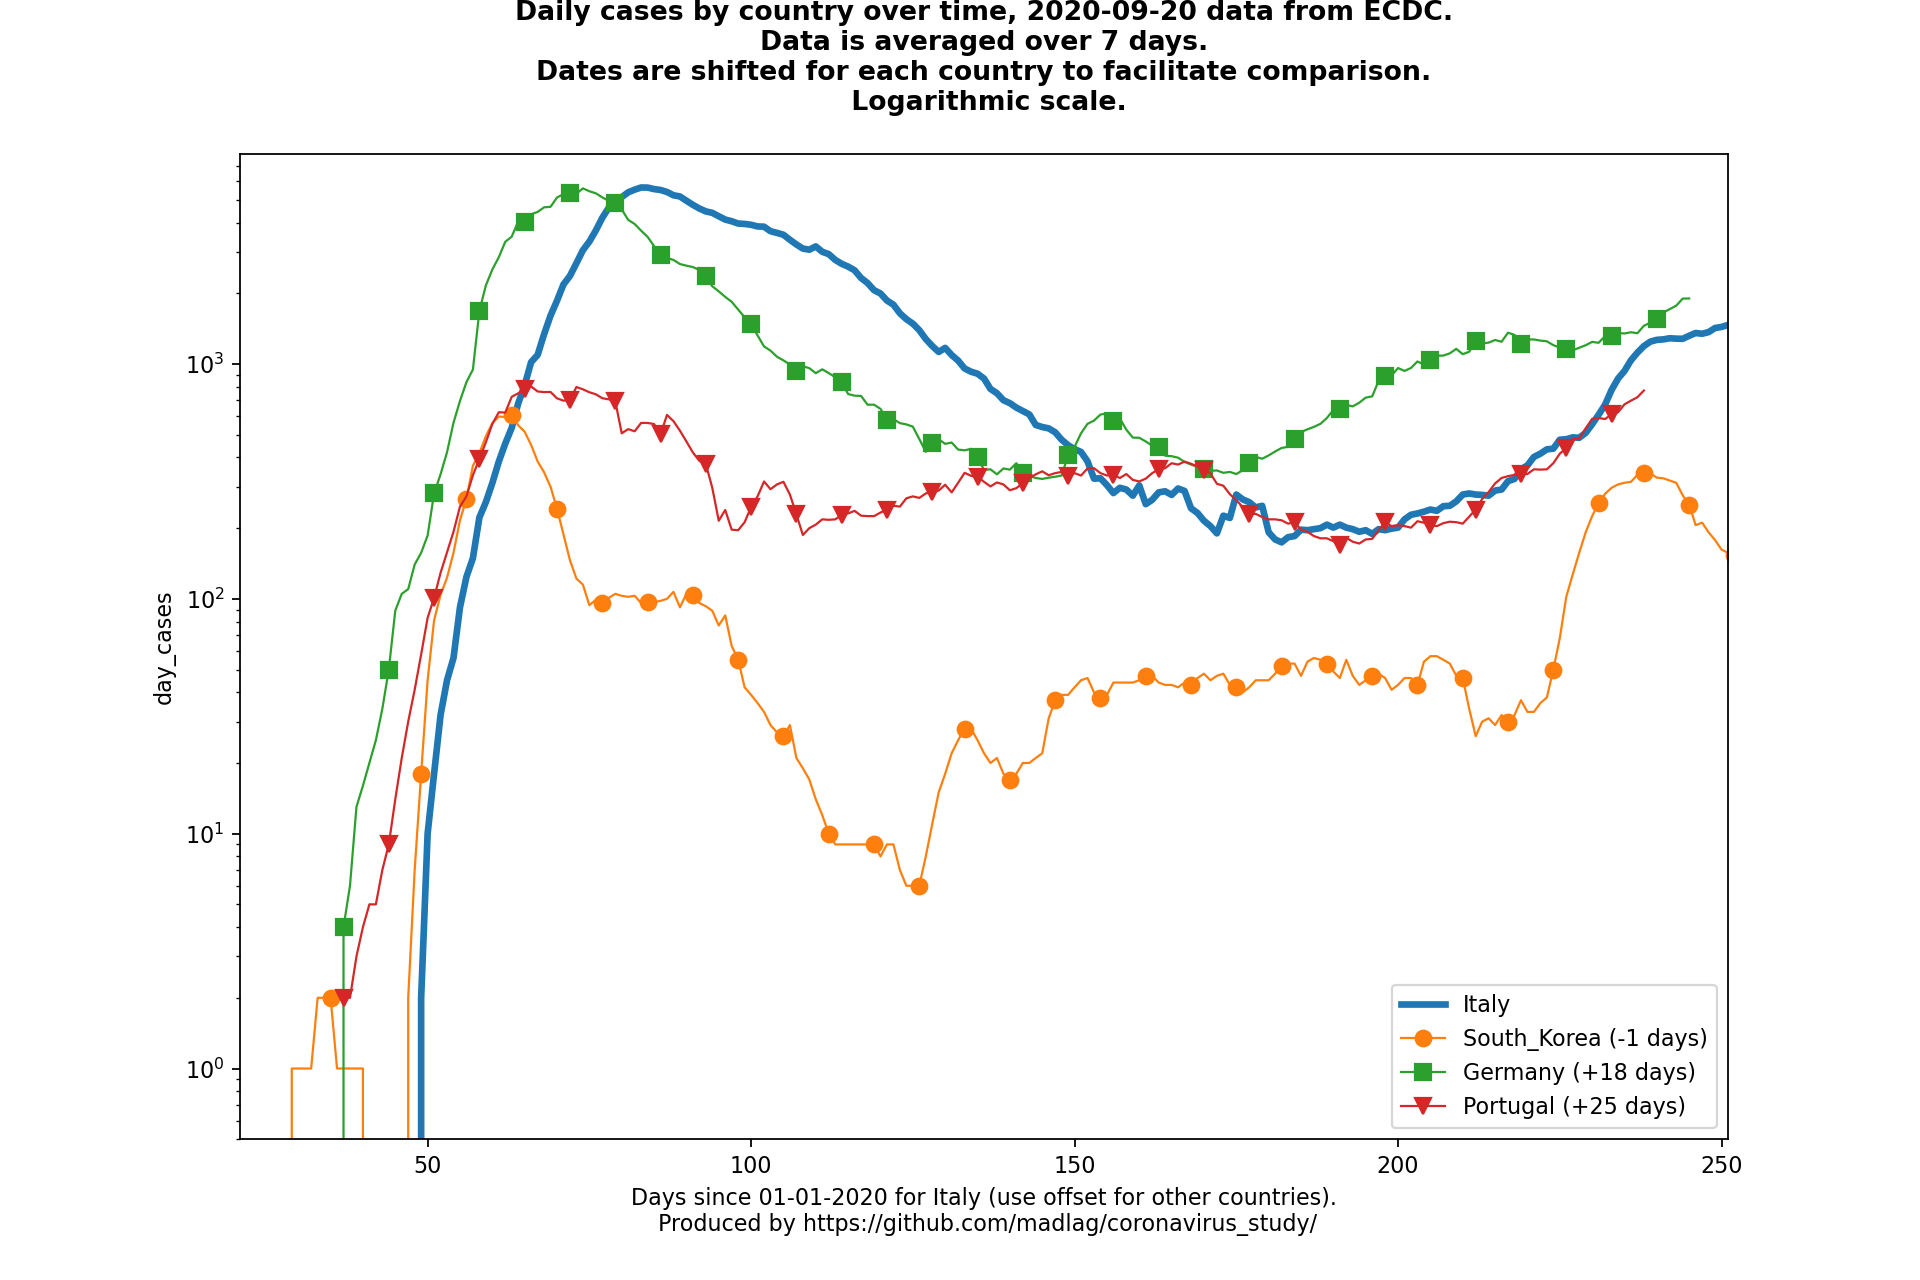 Daily cases by country over time, 2020-09-20 data from ECDC.
Data is averaged over 7 days.
Dates are shifted for each country to facilitate comparison.
Logarithmic scale.
day_cases
10³
10²
10¹
10⁰
50 100 150 200 250
Italy
South_Korea (-1 days)
Germany (+18 days)
Portugal (+25 days)
Days since 01-01-2020 for Italy (use offset for other countries).
Produced by https://github.com/madlag/coronavirus_study/